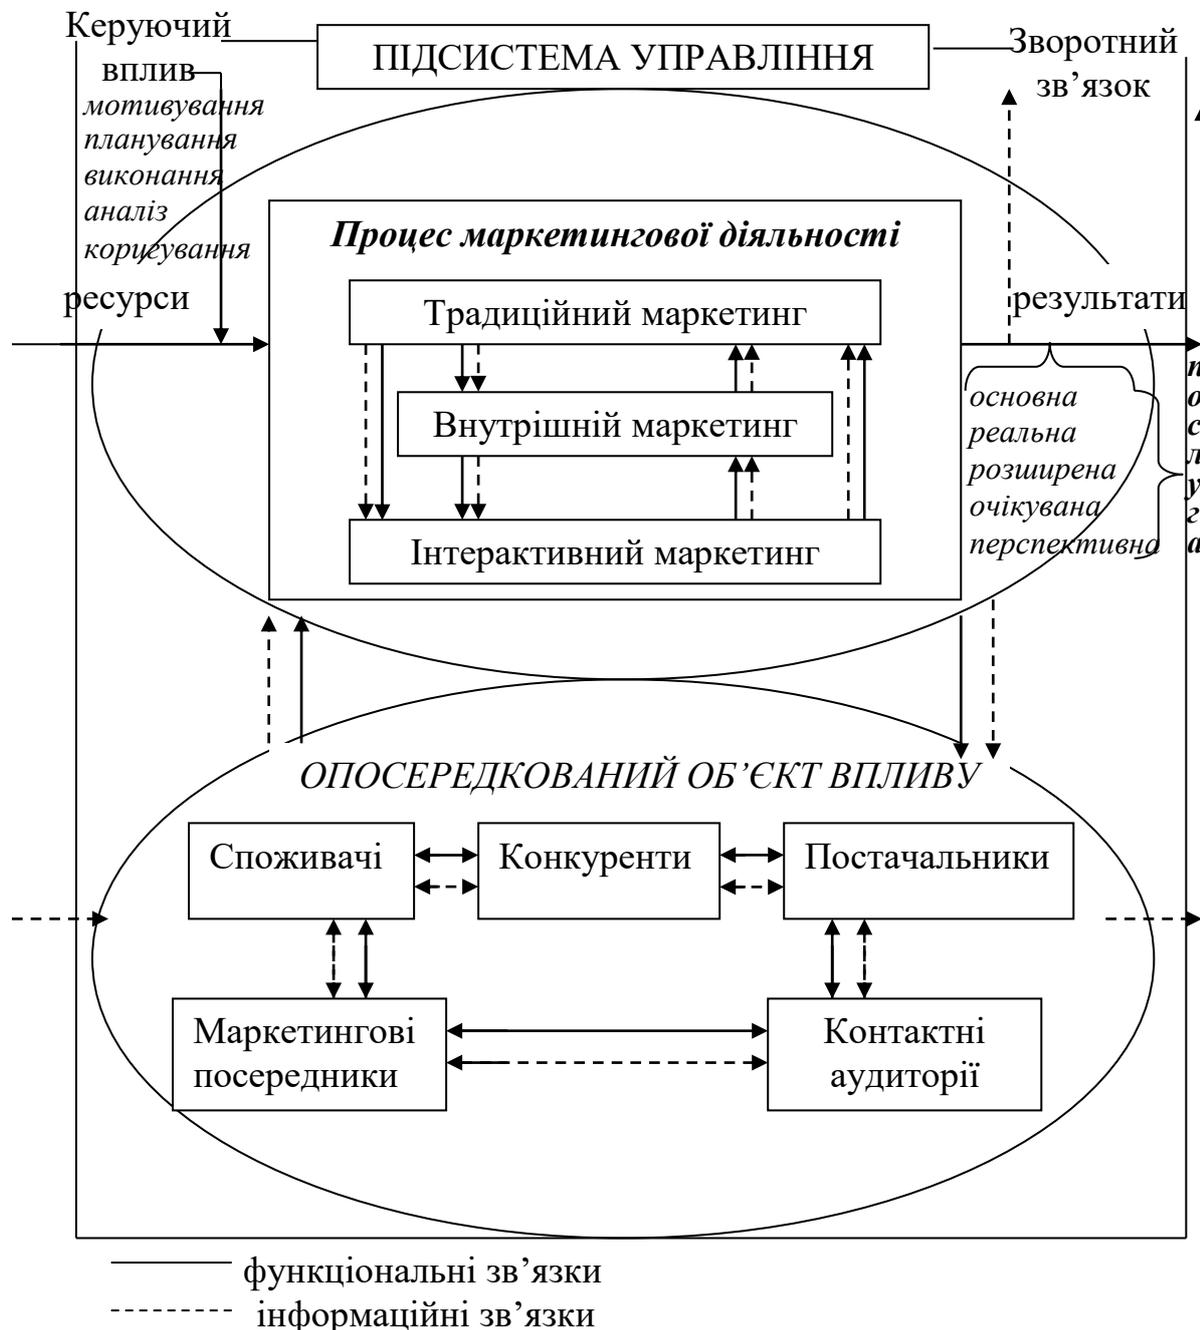 Керуючий
вплив
мотивування
планування
виконання
аналіз
коригування
ПІДСИСТЕМА УПРАВЛІННЯ
Зворотний
зв’язок
ресурси
Процес маркетингової діяльності
Традиційний маркетинг
Внутрішній маркетинг
Інтерактивний маркетинг
результати
основна
реальна
розширена
очікувана
перспективна
п
о
с
л
у
г
а
ОПОСЕРЕДКОВАНИЙ ОБ’ЄКТ ВПЛИВУ
Споживачі
Конкуренти
Постачальники
Маркетингові
посередники
Контактні
аудиторії
функціональні зв’язки
інформаційні зв’язки